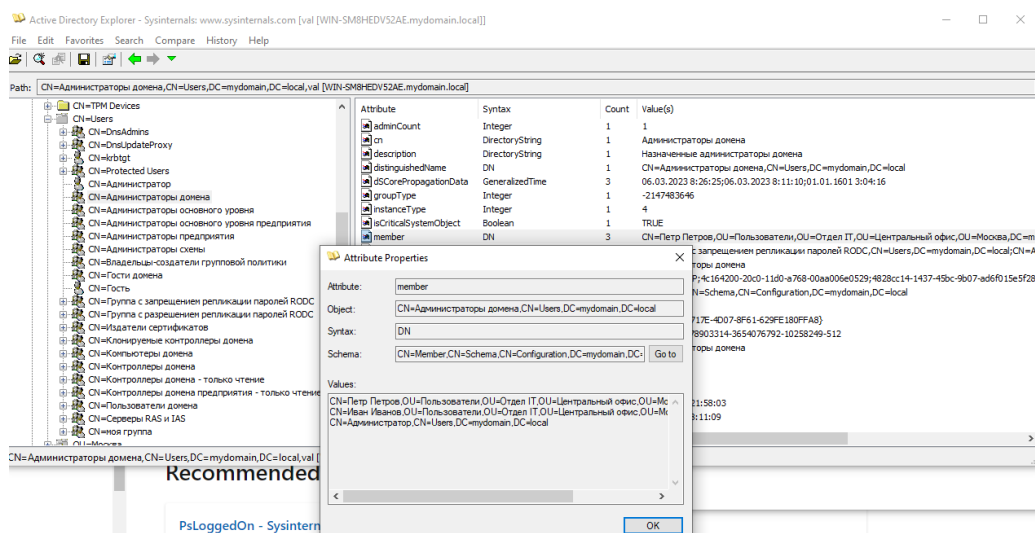 Active Directory Explorer - Sysinternals: www.sysinternals.com [val [WIN-SM8HEDV52AE.mydomain.local]]
File Edit Favorites Search Compare History Help
Path: CN=Администраторы домена,CN=Users,DC=mydomain,DC=local,val [WIN-SM8HEDV52AE.mydomain.local]
CN=TPM Devices
CN=Users
CN=DnsAdmins
CN=DnsUpdateProxy
CN=krbtgt
CN=Protected Users
CN=Администратор
CN=Администраторы домена
CN=Администраторы основного уровня
CN=Администраторы основного уровня предприятия
CN=Администраторы предприятия
CN=Администраторы схемы
CN=Владельцы-создатели групповой политики
CN=Гости домена
CN=Гость
CN=Группа с запрещением репликации паролей RODC
CN=Группа с разрешением репликации паролей RODC
CN=Издатели сертификатов
CN=Клонируемые контроллеры домена
CN=Компьютеры домена
CN=Контроллеры домена
CN=Контроллеры домена - только чтение
CN=Контроллеры домена предприятия - только чтение
CN=Пользователи домена
CN=Серверы RAS и IAS
CN=моя группа
OU=Москва
Attribute Syntax Count Value(s)
adminCount Integer 1 1
cn DirectoryString 1 Администраторы домена
description DirectoryString 1 Назначенные администраторы домена
distinguishedName DN 1 CN=Администраторы домена,CN=Users,DC=mydomain,DC=local
dSCorePropagationData GeneralizedTime 3 06.03.2023 8:26:25;06.03.2023 8:11:10;01.01.1601 3:04:16
groupType Integer 1 -2147483646
instanceType Integer 1 4
isCriticalSystemObject Boolean 1 TRUE
member DN 3 CN=Петр Петров,OU=Пользователи,OU=Отдел IT,OU=Центральный офис,OU=Москва,DC=m
с запрещением репликации паролей RODC,CN=Users,DC=mydomain,DC=local;CN=А
торы домена
P;4c164200-20c0-11d0-a768-00aa006e0529;4828cc14-1437-45bc-9b07-ad6f015e5f28
N=Schema,CN=Configuration,DC=mydomain,DC=local
717E-4D07-8F61-629FE180FFA8}
78903314-3654076792-10258249-512
торы домена
21:58:03
8:11:09
Attribute Properties
Attribute: member
Object: CN=Администраторы домена,CN=Users,DC=mydomain,DC=local
Syntax: DN
Schema: CN=Member,CN=Schema,CN=Configuration,DC=mydomain,DC= Go to
Values:
CN=Петр Петров,OU=Пользователи,OU=Отдел IT,OU=Центральный офис,OU=Мо
CN=Иван Иванов,OU=Пользователи,OU=Отдел IT,OU=Центральный офис,OU=Мо
CN=Администратор,CN=Users,DC=mydomain,DC=local
OK
CN=Администраторы домена,CN=Users,DC=mydomain,DC=local,val [
Recommended
PsLoggedOn - Sysintern